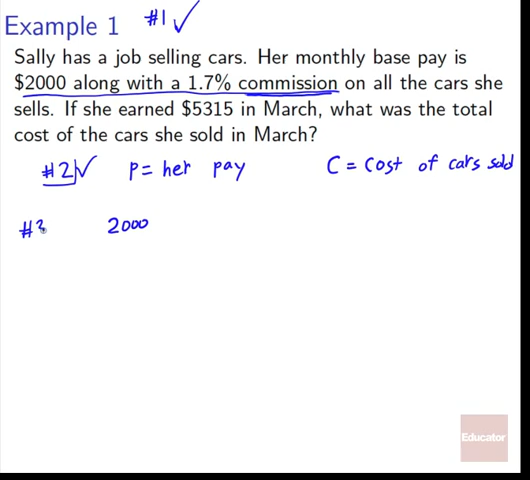 Example 1 #1 ✓
Sally has a job selling cars. Her monthly base pay is
$2000 along with a 1.7% commission on all the cars she
sells. If she earned $5315 in March, what was the total
cost of the cars she sold in March?
#2 ✓ p = her pay C = cost of cars sold
#3 2000
Educator